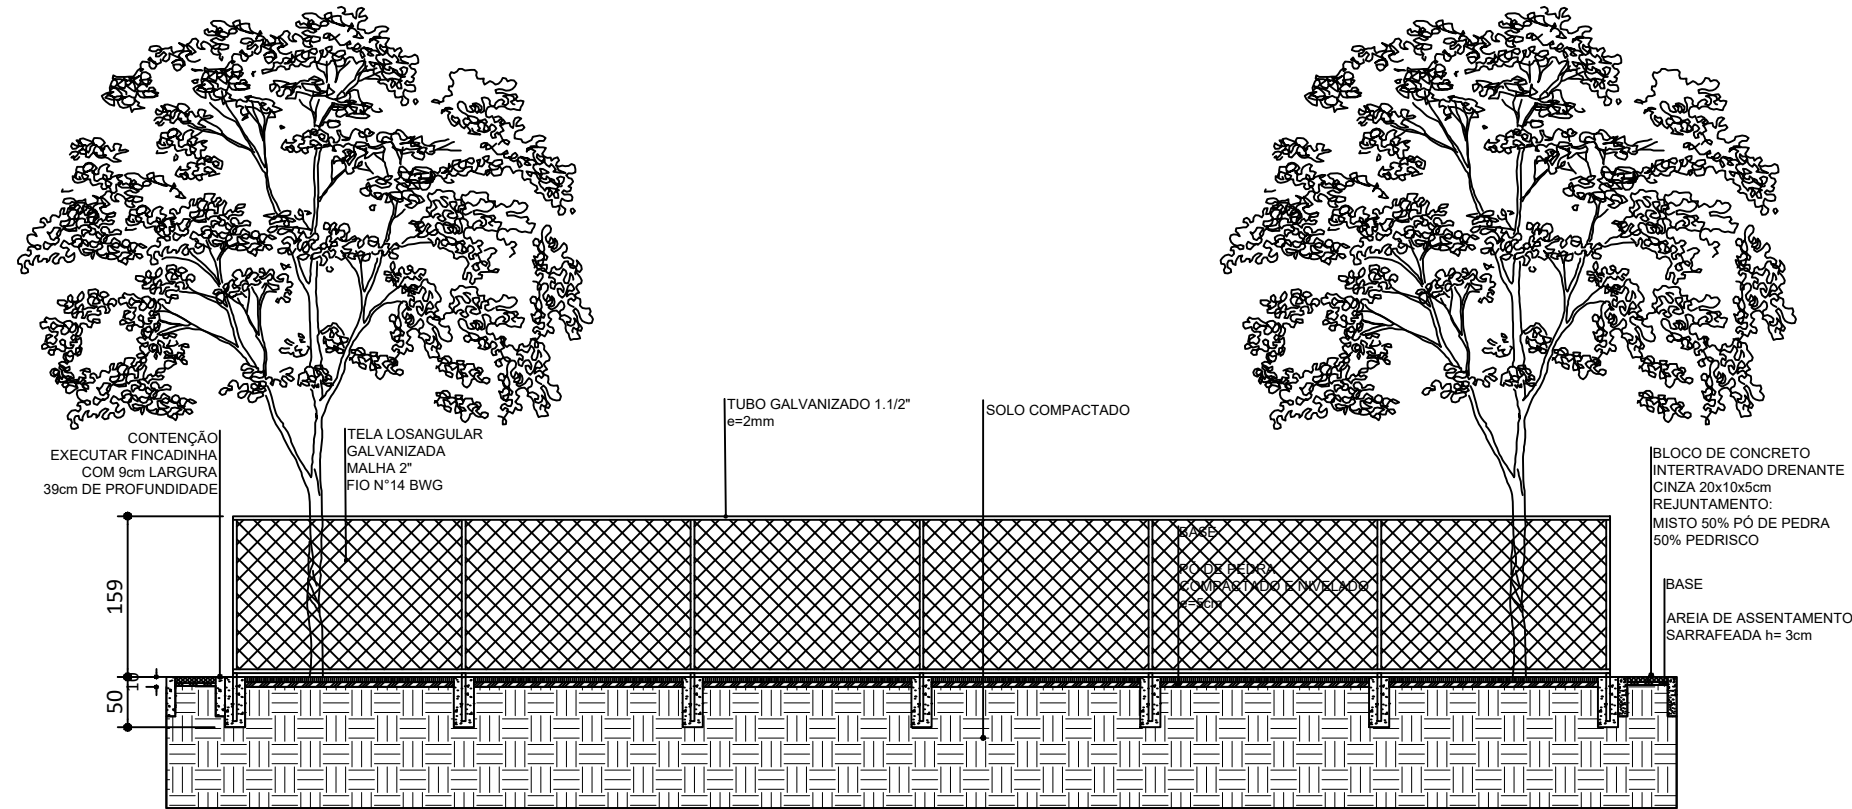 TUBO GALVANIZADO 1.1/2"
e=2mm
SOLO COMPACTADO
CONTENÇÃO
EXECUTAR FINCADINHA
COM 9cm LARGURA
39cm DE PROFUNDIDADE
TELA LOSANGULAR
GALVANIZADA
MALHA 2"
FIO N°14 BWG
BLOCO DE CONCRETO
INTERTRAVADO DRENANTE
CINZA 20x10x5cm
REJUNTAMENTO:
MISTO 50% PÓ DE PEDRA
50% PEDRISCO
BASE
PÓ DE PEDRA
COMPACTADO E NIVELADO
e=5cm
BASE
AREIA DE ASSENTAMENTO
SARRAFEADA h= 3cm
159
50